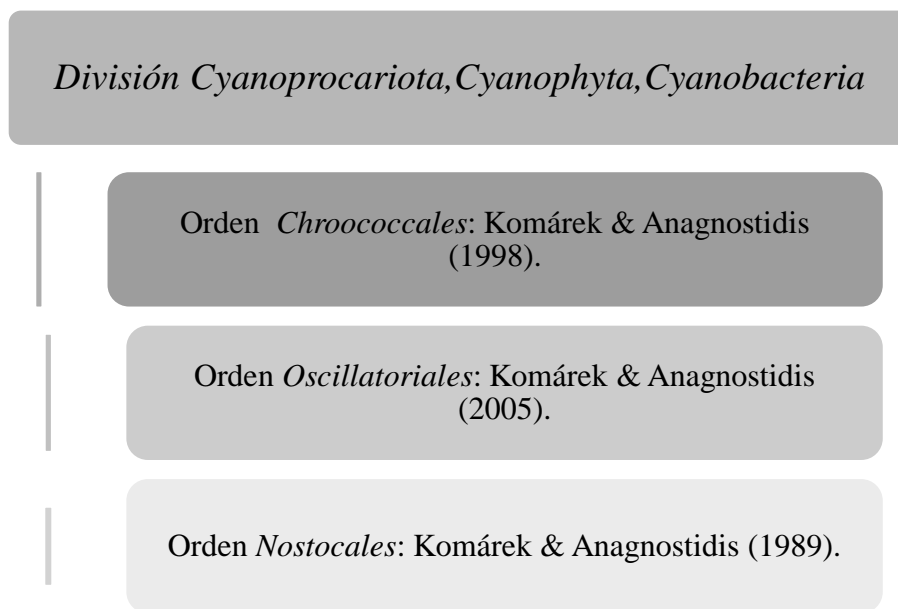 División Cyanoprocariota,Cyanophyta,Cyanobacteria
Orden Chroococcales: Komárek & Anagnostidis
(1998).
Orden Oscillatoriales: Komárek & Anagnostidis
(2005).
Orden Nostocales: Komárek & Anagnostidis (1989).